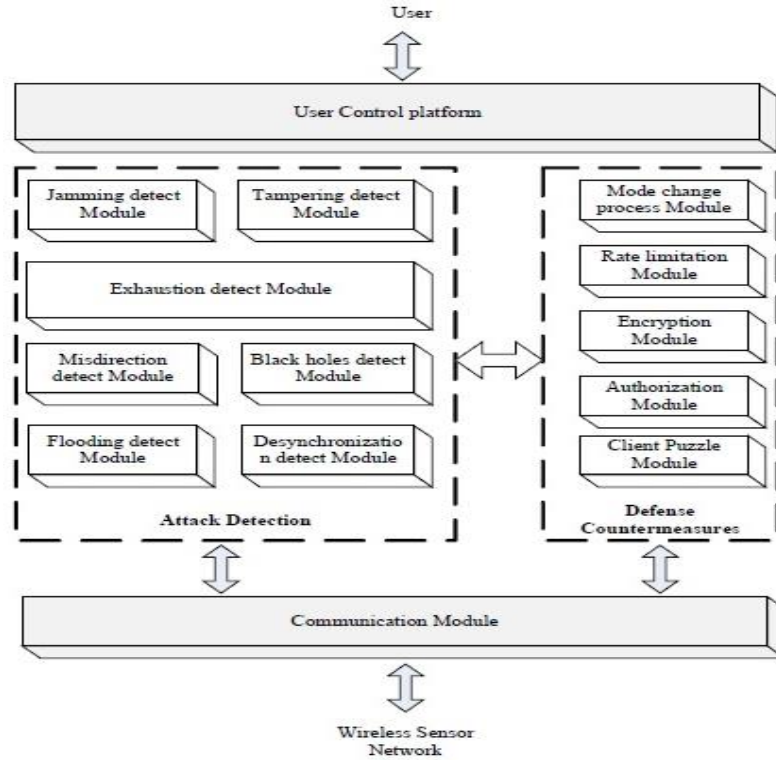 User
User Control platform
Jamming detect
Module
Tampering detect
Module
Exhaustion detect Module
Misdirection
detect Module
Black holes detect
Module
Flooding detect
Module
Desynchronizatio
n detect Module
Attack Detection
Mode change
process Module
Rate limitation
Module
Encryption
Module
Authorization
Module
Client Puzzle
Module
Defense
Countermeasures
Communication Module
Wireless Sensor
Network